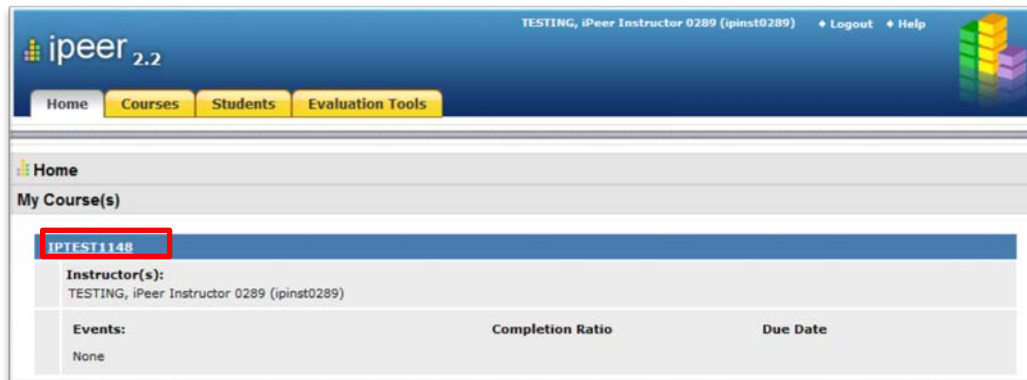 TESTING, iPeer Instructor 0289 (ipinst0289) Logout Help
ipeer 2.2
Home Courses Students Evaluation Tools
Home
My Course(s)
IPTEST1148
Instructor(s):
TESTING, iPeer Instructor 0289 (ipinst0289)
Events: Completion Ratio Due Date
None